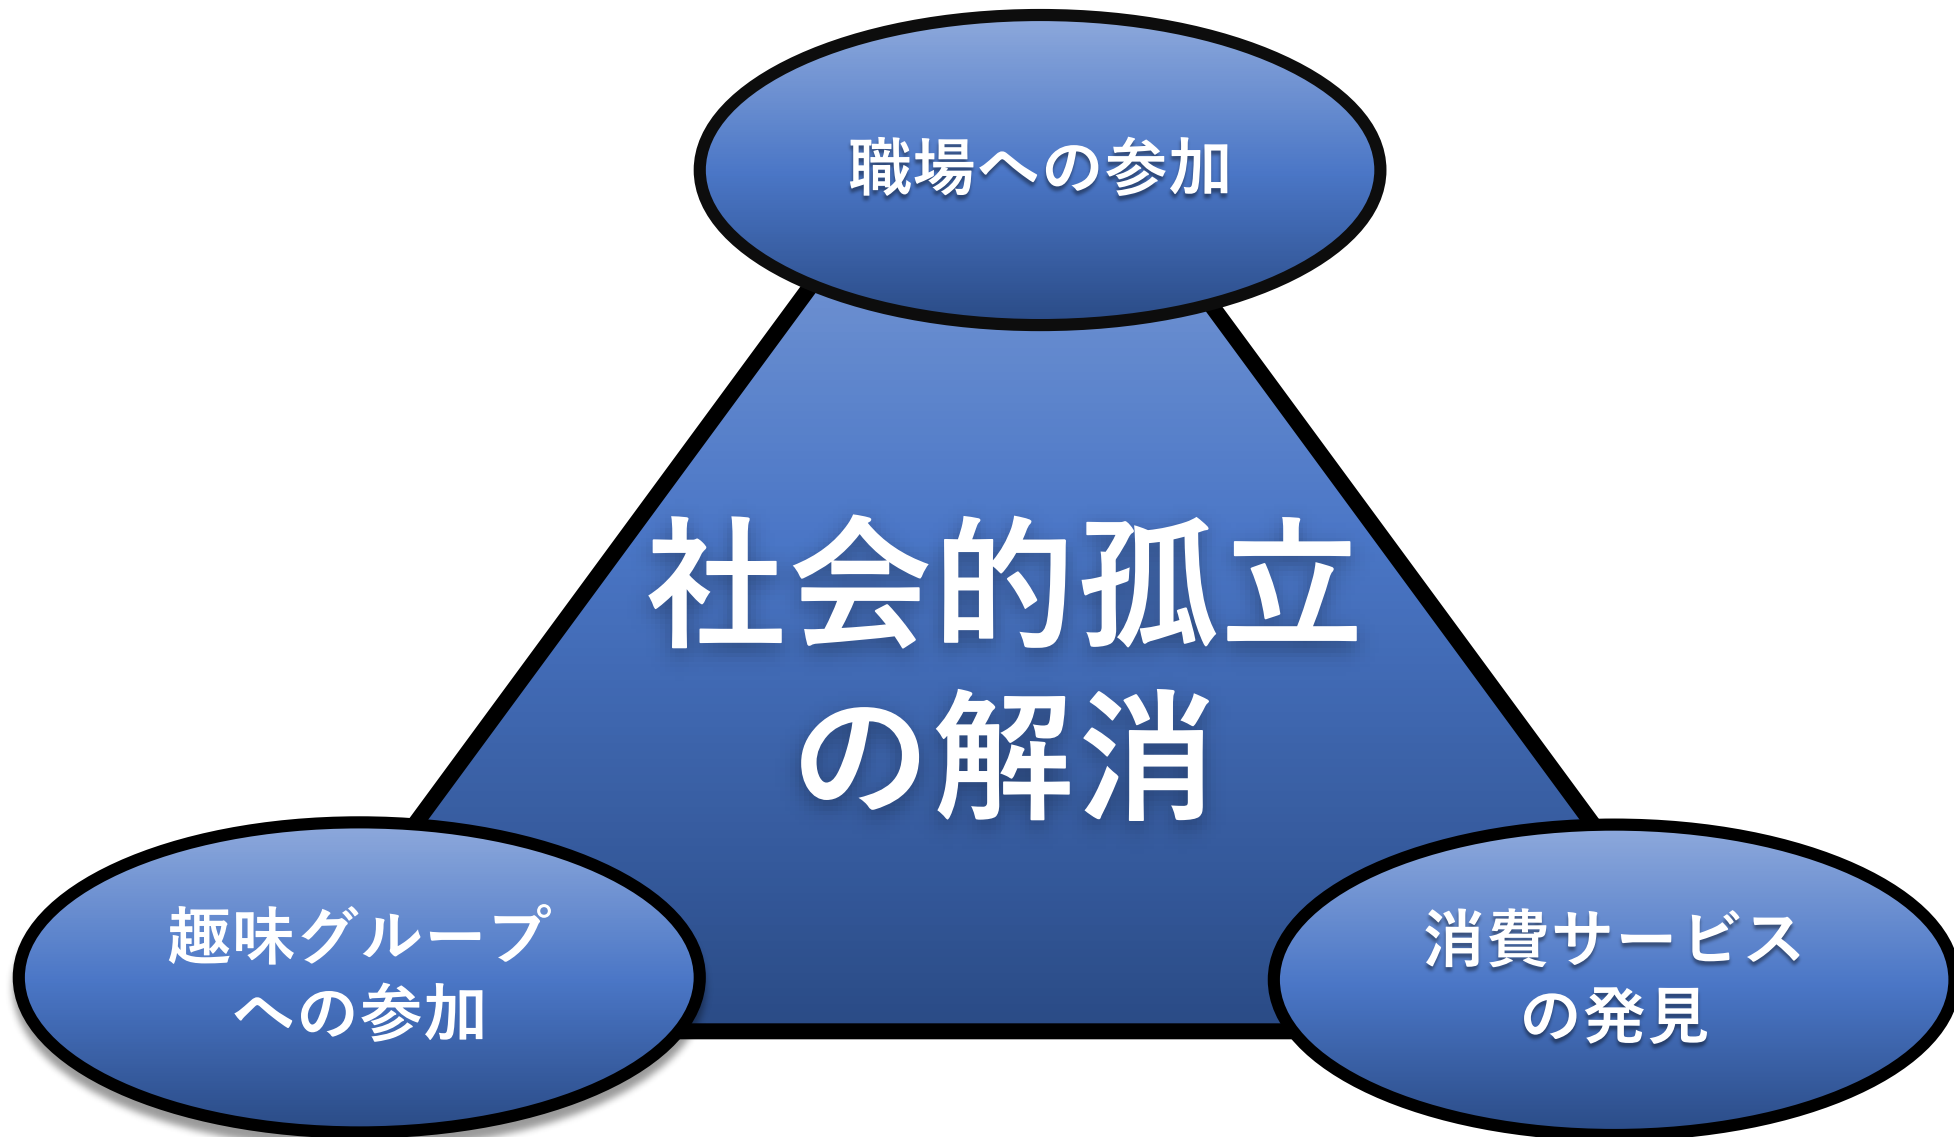 職場への参加
社会的孤立
の解消
趣味グループ
への参加
消費サービス
の発見